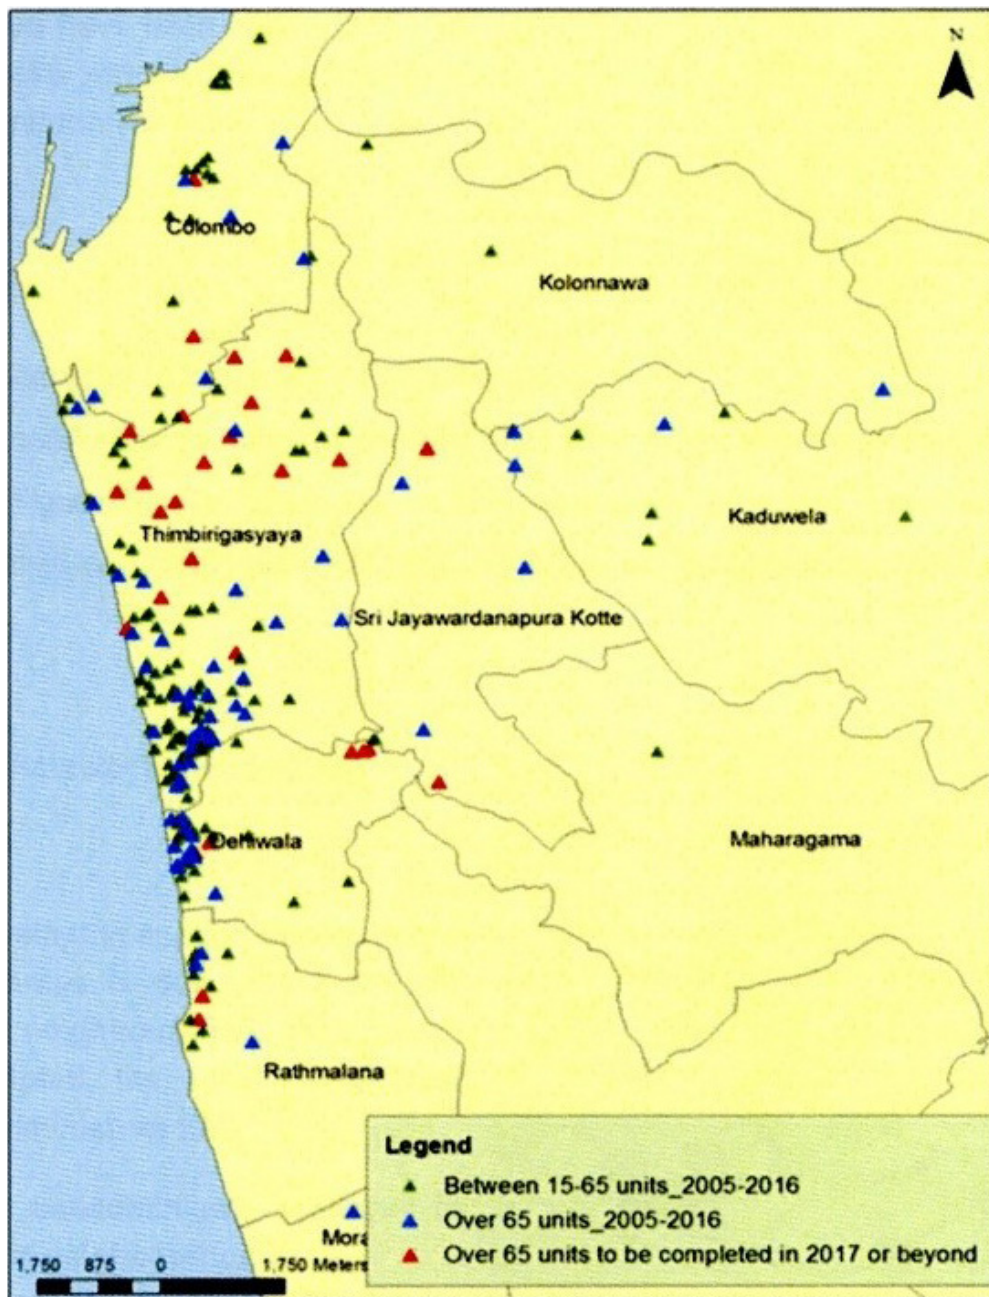 N
Colombo
Kolonnawa
Kaduwela
Thimbirigasyaya
Sri Jayawardanapura Kotte
Dehiwala
Maharagama
Rathmalana
Legend
Between 15-65 units_2005-2016
Over 65 units_2005-2016
Over 65 units to be completed in 2017 or beyond
Mora
1,750 875 0 1,750 Meters